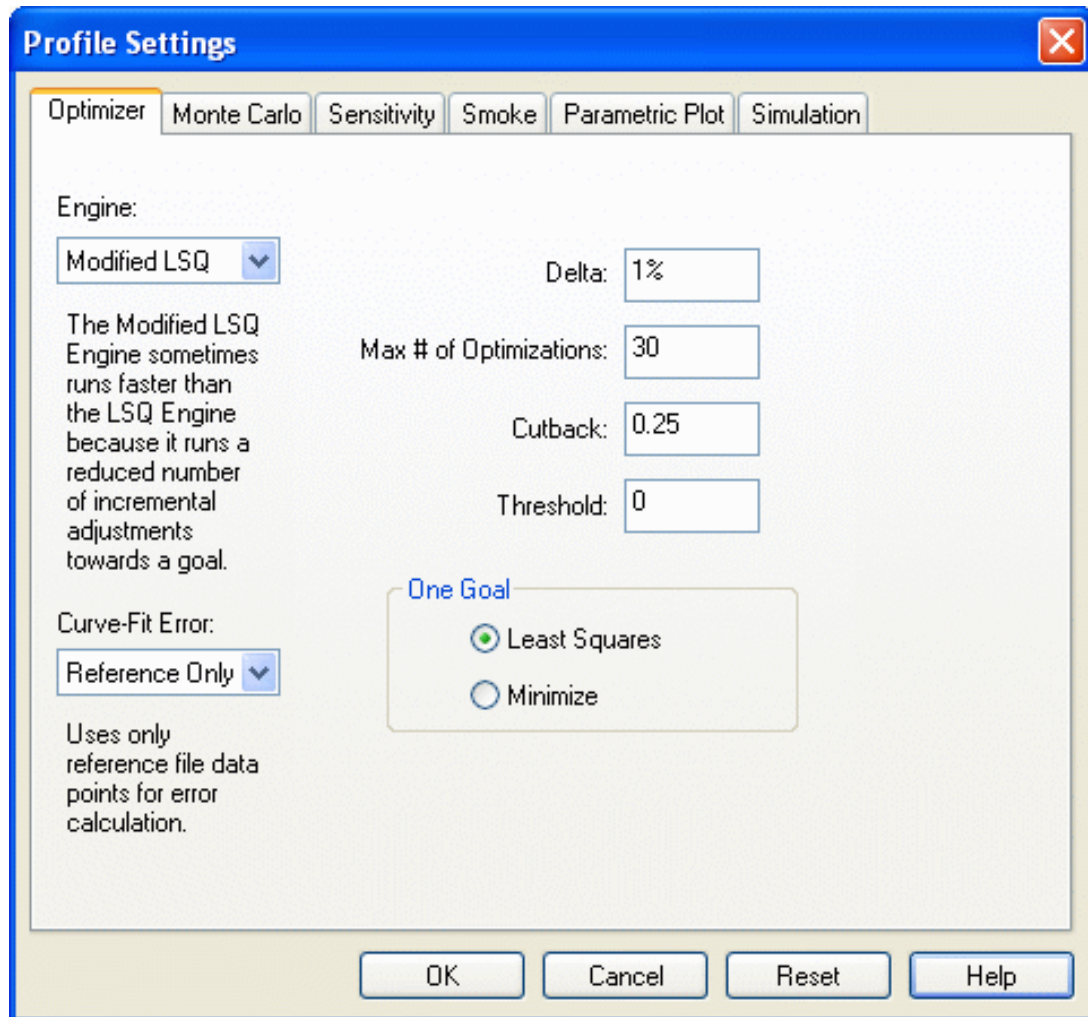 Profile Settings
Optimizer Monte Carlo Sensitivity Smoke Parametric Plot Simulation
Engine:
Modified LSQ
The Modified LSQ
Engine sometimes
runs faster than
the LSQ Engine
because it runs a
reduced number
of incremental
adjustments
towards a goal.
Curve-Fit Error:
Reference Only
Uses only
reference file data
points for error
calculation.
Delta: 1%
Max # of Optimizations: 30
Cutback: 0.25
Threshold: 0
One Goal
Least Squares
Minimize
OK Cancel Reset Help